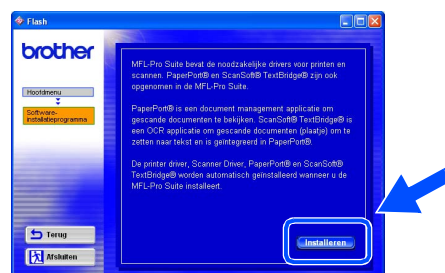 Flash
brother
Hoofdmenu
Software-
installatieprogramma
MFL-Pro Suite bevat de noodzakelijke drivers voor printen en
scannen. PaperPort® en ScanSoft® TextBridge® zijn ook
opgenomen in de MFL-Pro Suite.
PaperPort® is een document management applicatie om
gescande documenten te bekijken. ScanSoft® TextBridge® is
een OCR applicatie om gescande documenten (plaatje) om te
zetten naar tekst en is geïntegreerd in PaperPort®.
De printer driver, Scanner Driver, PaperPort® en ScanSoft®
TextBridge® worden automatisch geïnstalleerd wanneer u de
MFL-Pro Suite installeert.
Installeren
Terug
Afsluiten